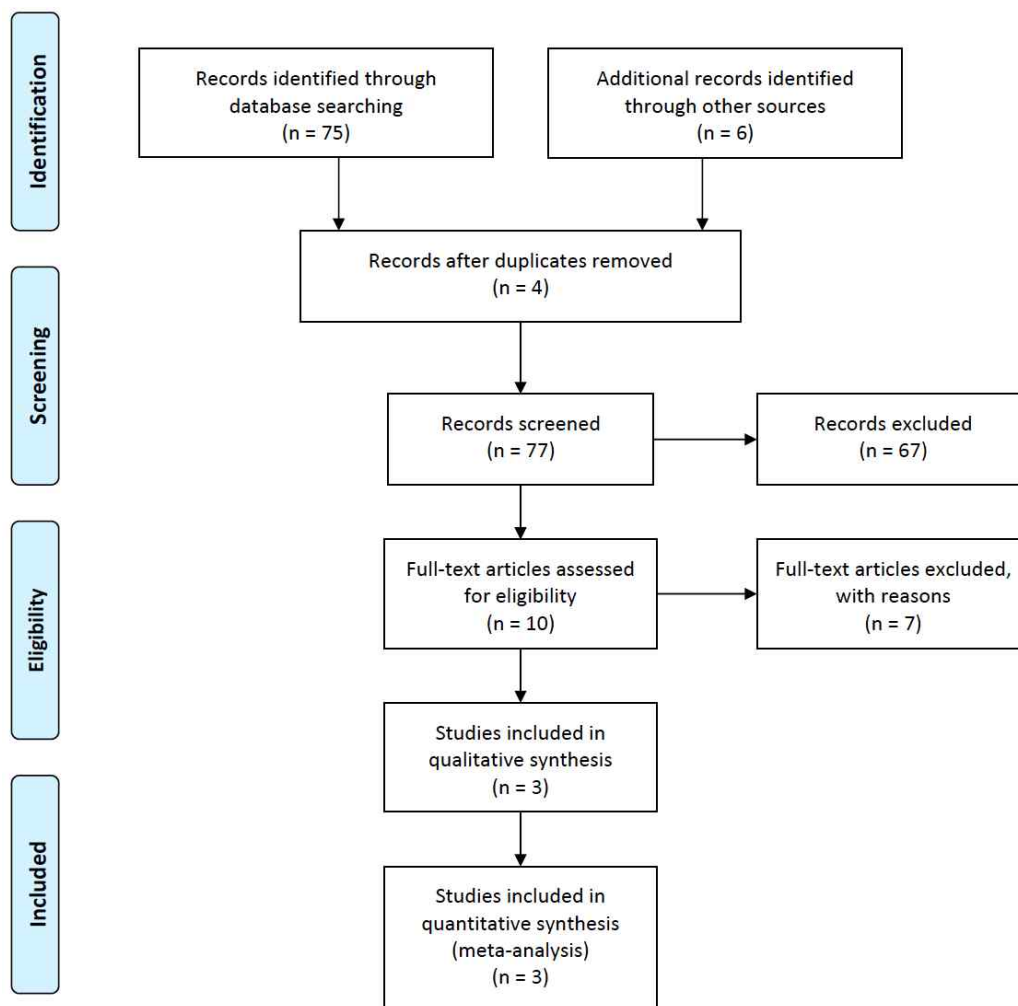 Identification
Records identified through
database searching
(n = 75)
Additional records identified
through other sources
(n = 6)
Records after duplicates removed
(n = 4)
Screening
Records screened
(n = 77)
Records excluded
(n = 67)
Eligibility
Full-text articles assessed
for eligibility
(n = 10)
Full-text articles excluded,
with reasons
(n = 7)
Studies included in
qualitative synthesis
(n = 3)
Included
Studies included in
quantitative synthesis
(meta-analysis)
(n = 3)